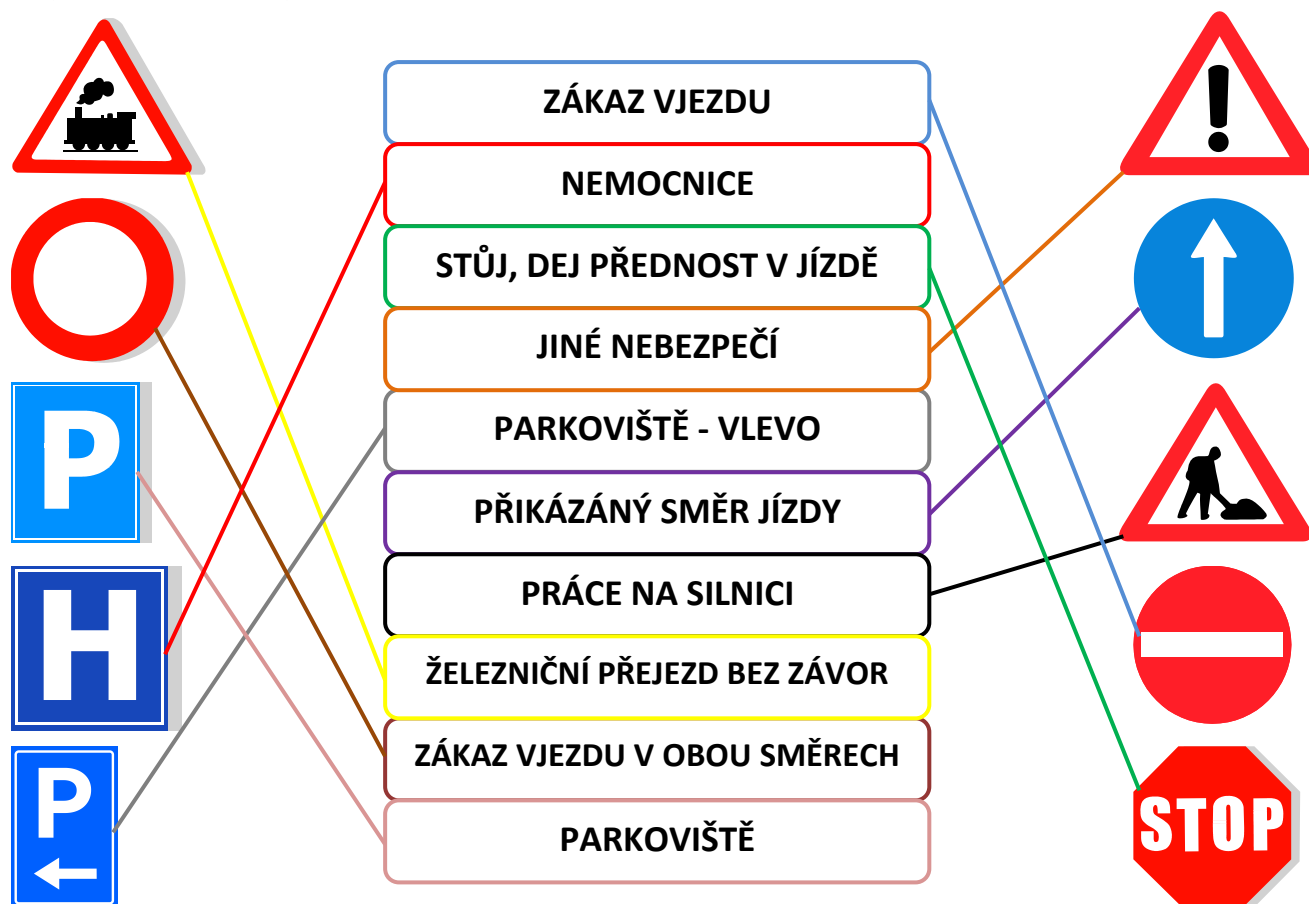 ZÁKAZ VJEZDU
NEMOCNICE
STŮJ, DEJ PŘEDNOST V JÍZDĚ
JINÉ NEBEZPEČÍ
PARKOVIŠTĚ - VLEVO
PŘIKÁZÁNÝ SMĚR JÍZDY
PRÁCE NA SILNICI
ŽELEZNIČNÍ PŘEJEZD BEZ ZÁVOR
ZÁKAZ VJEZDU V OBOU SMĚRECH
PARKOVIŠTĚ
P
H
P
!
STOP